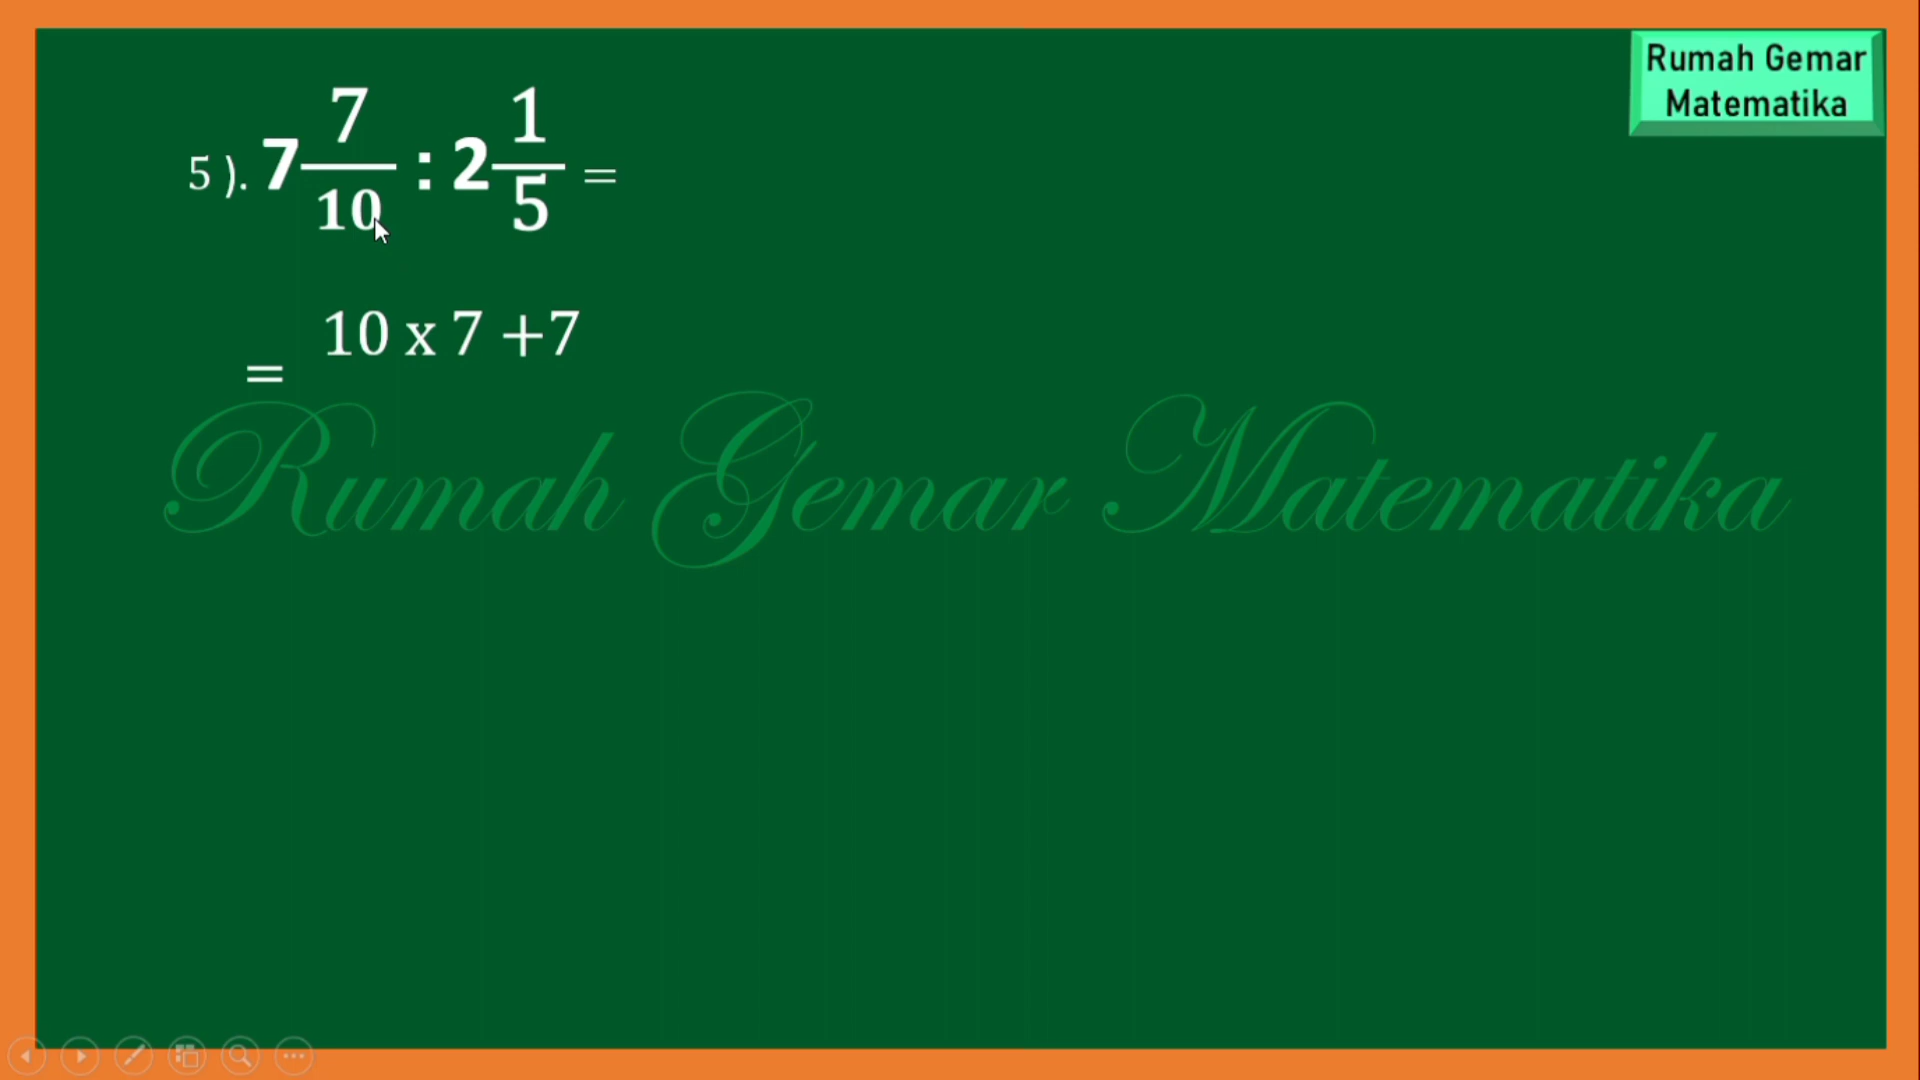 Rumah Gemar
Matematika
5 ). 7 7/10 : 2 1/5 =
= 10 x 7 +7
Rumah Gemar Matematika